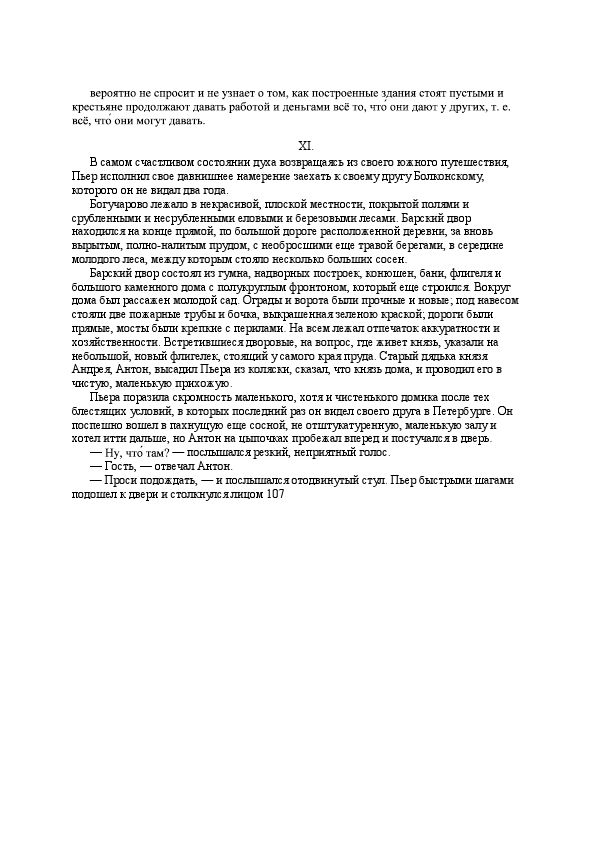 вероятно не спросит и не узнает о том, как построенные здания стоят пустыми и
крестьяне продолжают давать работой и деньгами всё то, что́ они дают у других, т. е.
всё, что́ они могут давать.
XI.
В самом счастливом состоянии духа возвращаясь из своего южного путешествия,
Пьер исполнил свое давнишнее намерение заехать к своему другу Болконскому,
которого он не видал два года.
Богучарово лежало в некрасивой, плоской местности, покрытой полями и
срубленными и несрубленными еловыми и березовыми лесами. Барский двор
находился на конце прямой, по большой дороге расположенной деревни, за вновь
вырытым, полно-налитым прудом, с необросшими еще травой берегами, в середине
молодого леса, между которым стояло несколько больших сосен.
Барский двор состоял из гумна, надворных построек, конюшен, бани, флигеля и
большого каменного дома с полукруглым фронтоном, который еще строился. Вокруг
дома был рассажен молодой сад. Ограды и ворота были прочные и новые; под навесом
стояли две пожарные трубы и бочка, выкрашенная зеленою краской; дороги были
прямые, мосты были крепкие с перилами. На всем лежал отпечаток аккуратности и
хозяйственности. Встретившиеся дворовые, на вопрос, где живет князь, указали на
небольшой, новый флигелек, стоящий у самого края пруда. Старый дядька князя
Андрея, Антон, высадил Пьера из коляски, сказал, что князь дома, и проводил его в
чистую, маленькую прихожую.
Пьера поразила скромность маленького, хотя и чистенького домика после тех
блестящих условий, в которых последний раз он видел своего друга в Петербурге. Он
поспешно вошел в пахнущую еще сосной, не отштукатуренную, маленькую залу и
хотел итти дальше, но Антон на цыпочках пробежал вперед и постучался в дверь.
— Ну, что́ там? — послышался резкий, неприятный голос.
— Гость, — отвечал Антон.
— Проси подождать, — и послышался отодвинутый стул. Пьер быстрыми шагами
подошел к двери и столкнулся лицом 107